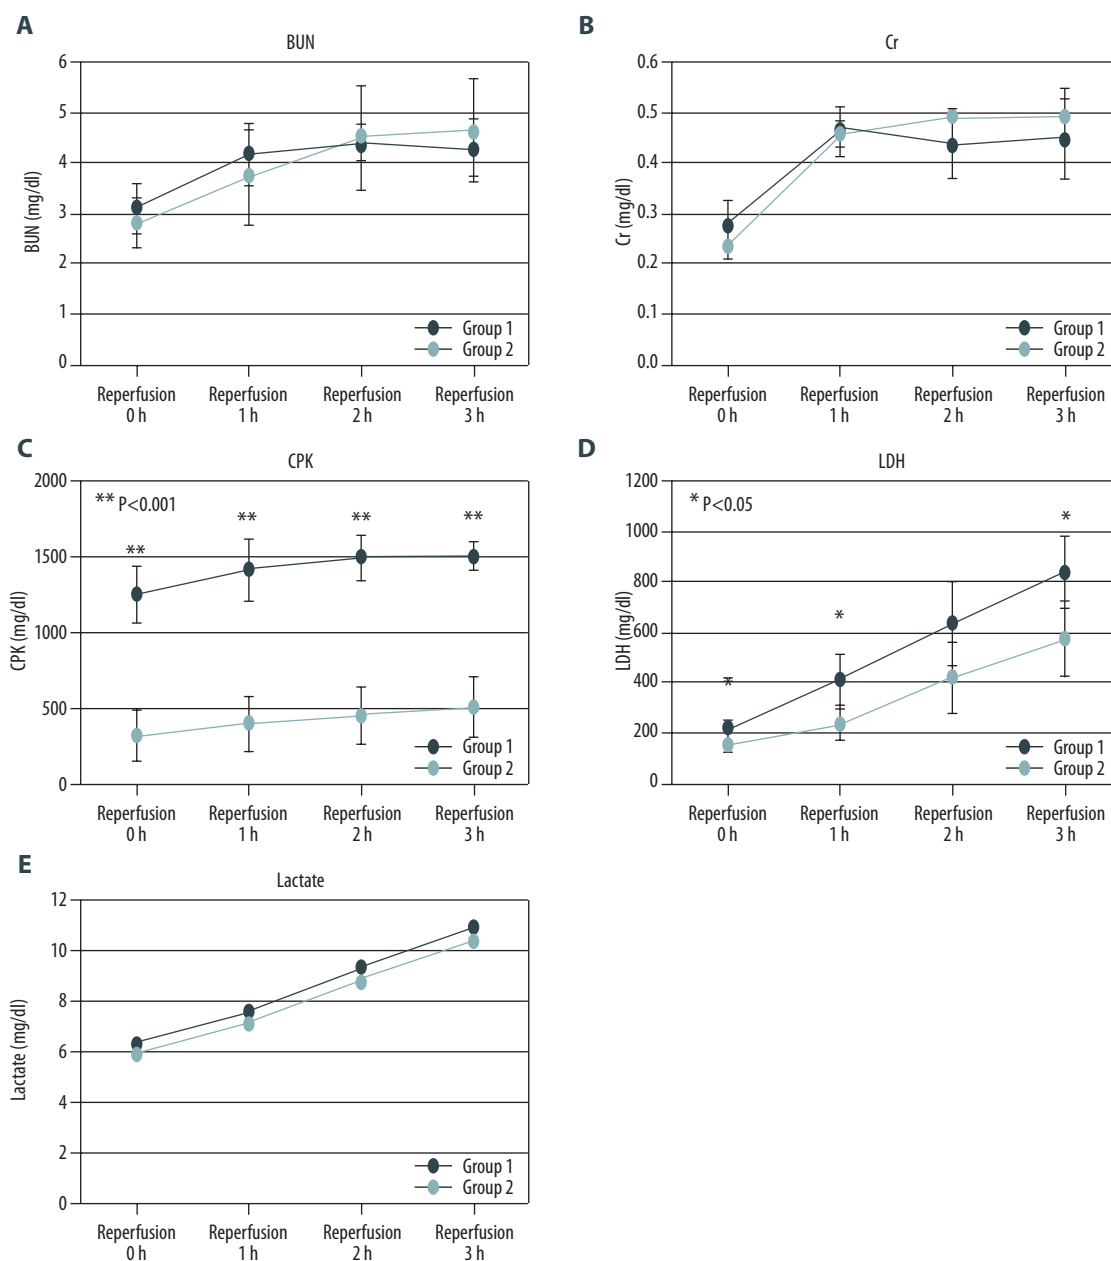 A
BUN
BUN (mg/dl)
6
5
4
3
2
1
0
Group 1
Group 2
Reperfusion 0 h
Reperfusion 1 h
Reperfusion 2 h
Reperfusion 3 h
B
Cr
Cr (mg/dl)
0.6
0.5
0.4
0.3
0.2
0.1
0.0
Group 1
Group 2
Reperfusion 0 h
Reperfusion 1 h
Reperfusion 2 h
Reperfusion 3 h
C
CPK
CPK (mg/dl)
2000
1500
1000
500
0
** P<0.001
** ** ** **
Group 1
Group 2
Reperfusion 0 h
Reperfusion 1 h
Reperfusion 2 h
Reperfusion 3 h
D
LDH
LDH (mg/dl)
1200
1000
800
600
400
200
0
* P<0.05
* * *
Group 1
Group 2
Reperfusion 0 h
Reperfusion 1 h
Reperfusion 2 h
Reperfusion 3 h
E
Lactate
Lactate (mg/dl)
12
10
8
6
4
2
0
Group 1
Group 2
Reperfusion 0 h
Reperfusion 1 h
Reperfusion 2 h
Reperfusion 3 h